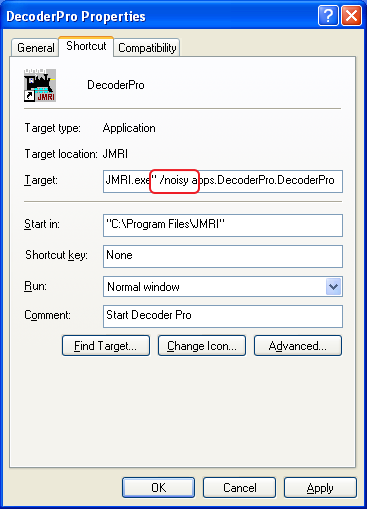 DecoderPro Properties
General Shortcut Compatibility
JMRI
DecoderPro
Target type: Application
Target location: JMRI
Target: JMRI.exe" /noisy apps.DecoderPro.DecoderPro
Start in: "C:\Program Files\JMRI"
Shortcut key: None
Run: Normal window
Comment: Start Decoder Pro
Find Target... Change Icon... Advanced...
OK Cancel Apply